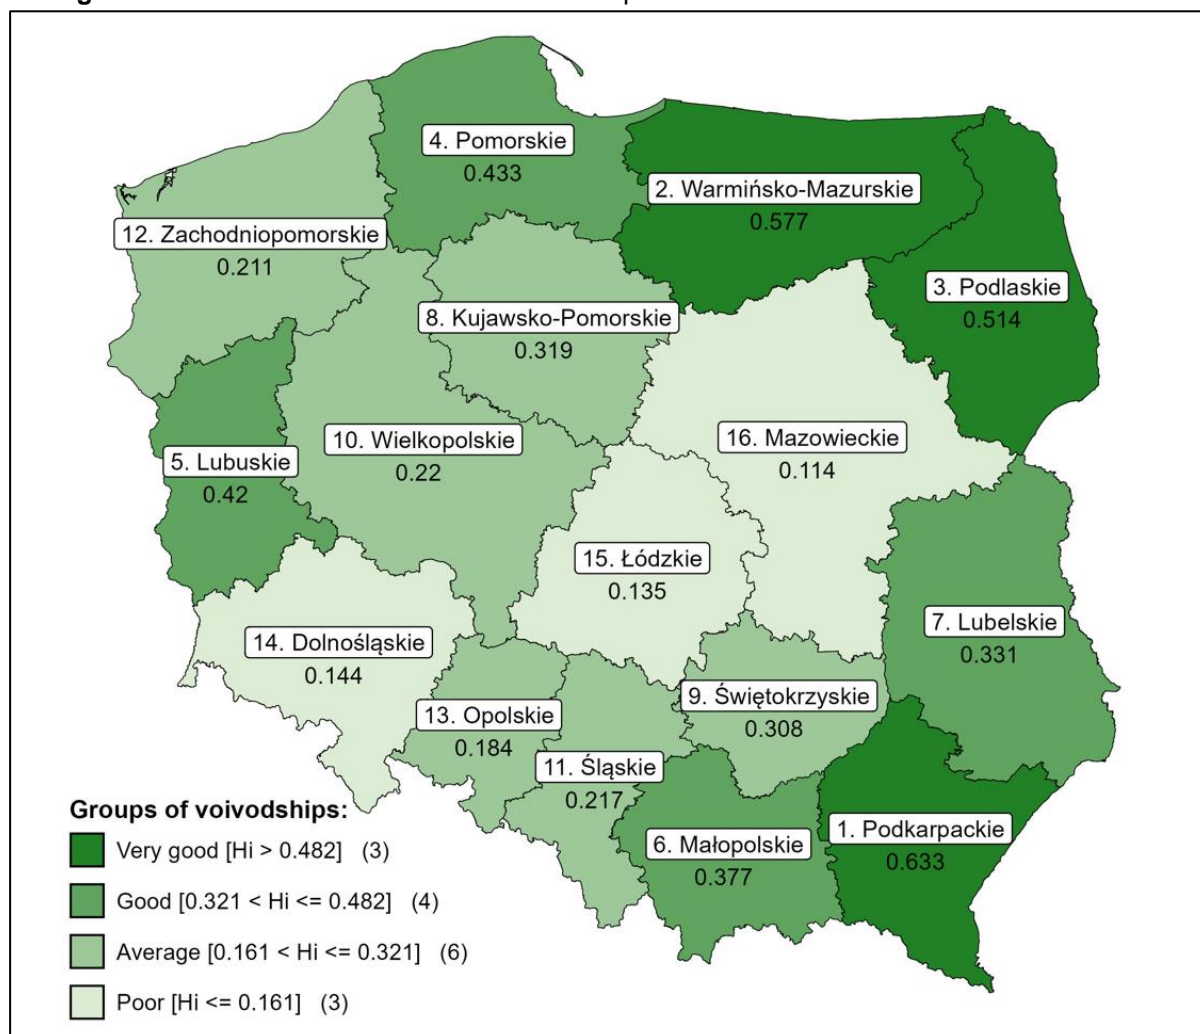 4. Pomorskie
0.433
2. Warmińsko-Mazurskie
0.577
12. Zachodniopomorskie
0.211
3. Podlaskie
0.514
8. Kujawsko-Pomorskie
0.319
10. Wielkopolskie
0.22
16. Mazowieckie
0.114
5. Lubuskie
0.42
15. Łódzkie
0.135
7. Lubelskie
0.331
14. Dolnośląskie
0.144
9. Świętokrzyskie
0.308
13. Opolskie
0.184
11. Śląskie
0.217
1. Podkarpackie
0.633
6. Małopolskie
0.377
Groups of voivodships:
Very good [Hi > 0.482] (3)
Good [0.321 < Hi <= 0.482] (4)
Average [0.161 < Hi <= 0.321] (6)
Poor [Hi <= 0.161] (3)